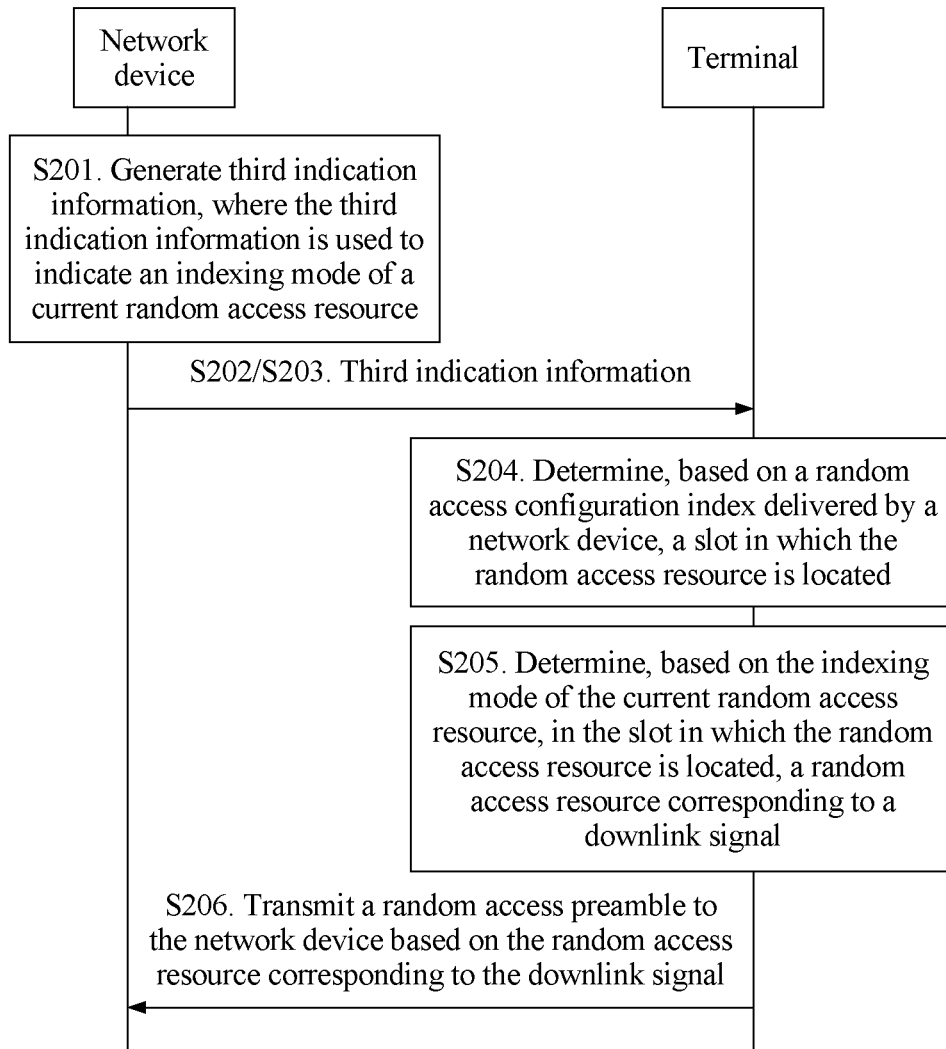 Network
device
Terminal
S201. Generate third indication
information, where the third
indication information is used to
indicate an indexing mode of a
current random access resource
S202/S203. Third indication information
S204. Determine, based on a random
access configuration index delivered by a
network device, a slot in which the
random access resource is located
S205. Determine, based on the indexing
mode of the current random access
resource, in the slot in which the random
access resource is located, a random
access resource corresponding to a
downlink signal
S206. Transmit a random access preamble to
the network device based on the random access
resource corresponding to the downlink signal